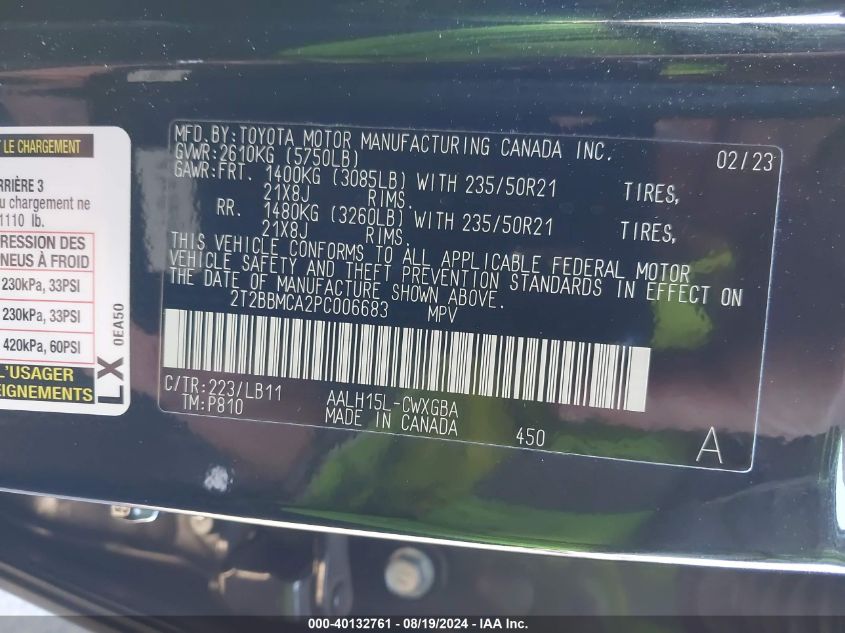 T LE CHARGEMENT
RRIÈRE 3
u chargement ne
1110 lb.
RESSION DES
NEUS À FROID
230kPa, 33PSI
230kPa, 33PSI
420kPa, 60PSI
L'USAGER
EIGNEMENTS
LX 0EA50
MFD.BY:TOYOTA MOTOR MANUFACTURING CANADA INC. 02/23
GVWR:2610KG (5750LB)
GAWR:FRT. 1400KG (3085LB) WITH 235/50R21 TIRES,
21X8J RIMS.
RR. 1480KG (3260LB) WITH 235/50R21 TIRES,
21X8J RIMS.
THIS VEHICLE CONFORMS TO ALL APPLICABLE FEDERAL MOTOR
VEHICLE SAFETY AND THEFT PREVENTION STANDARDS IN EFFECT ON
THE DATE OF MANUFACTURE SHOWN ABOVE.
2T2BBMCA2PC006683 MPV
C/TR:223/LB11 AALH15L-CWXGBA
TM:P810 MADE IN CANADA 450 A
000-40132761 - 08/19/2024 - IAA Inc.